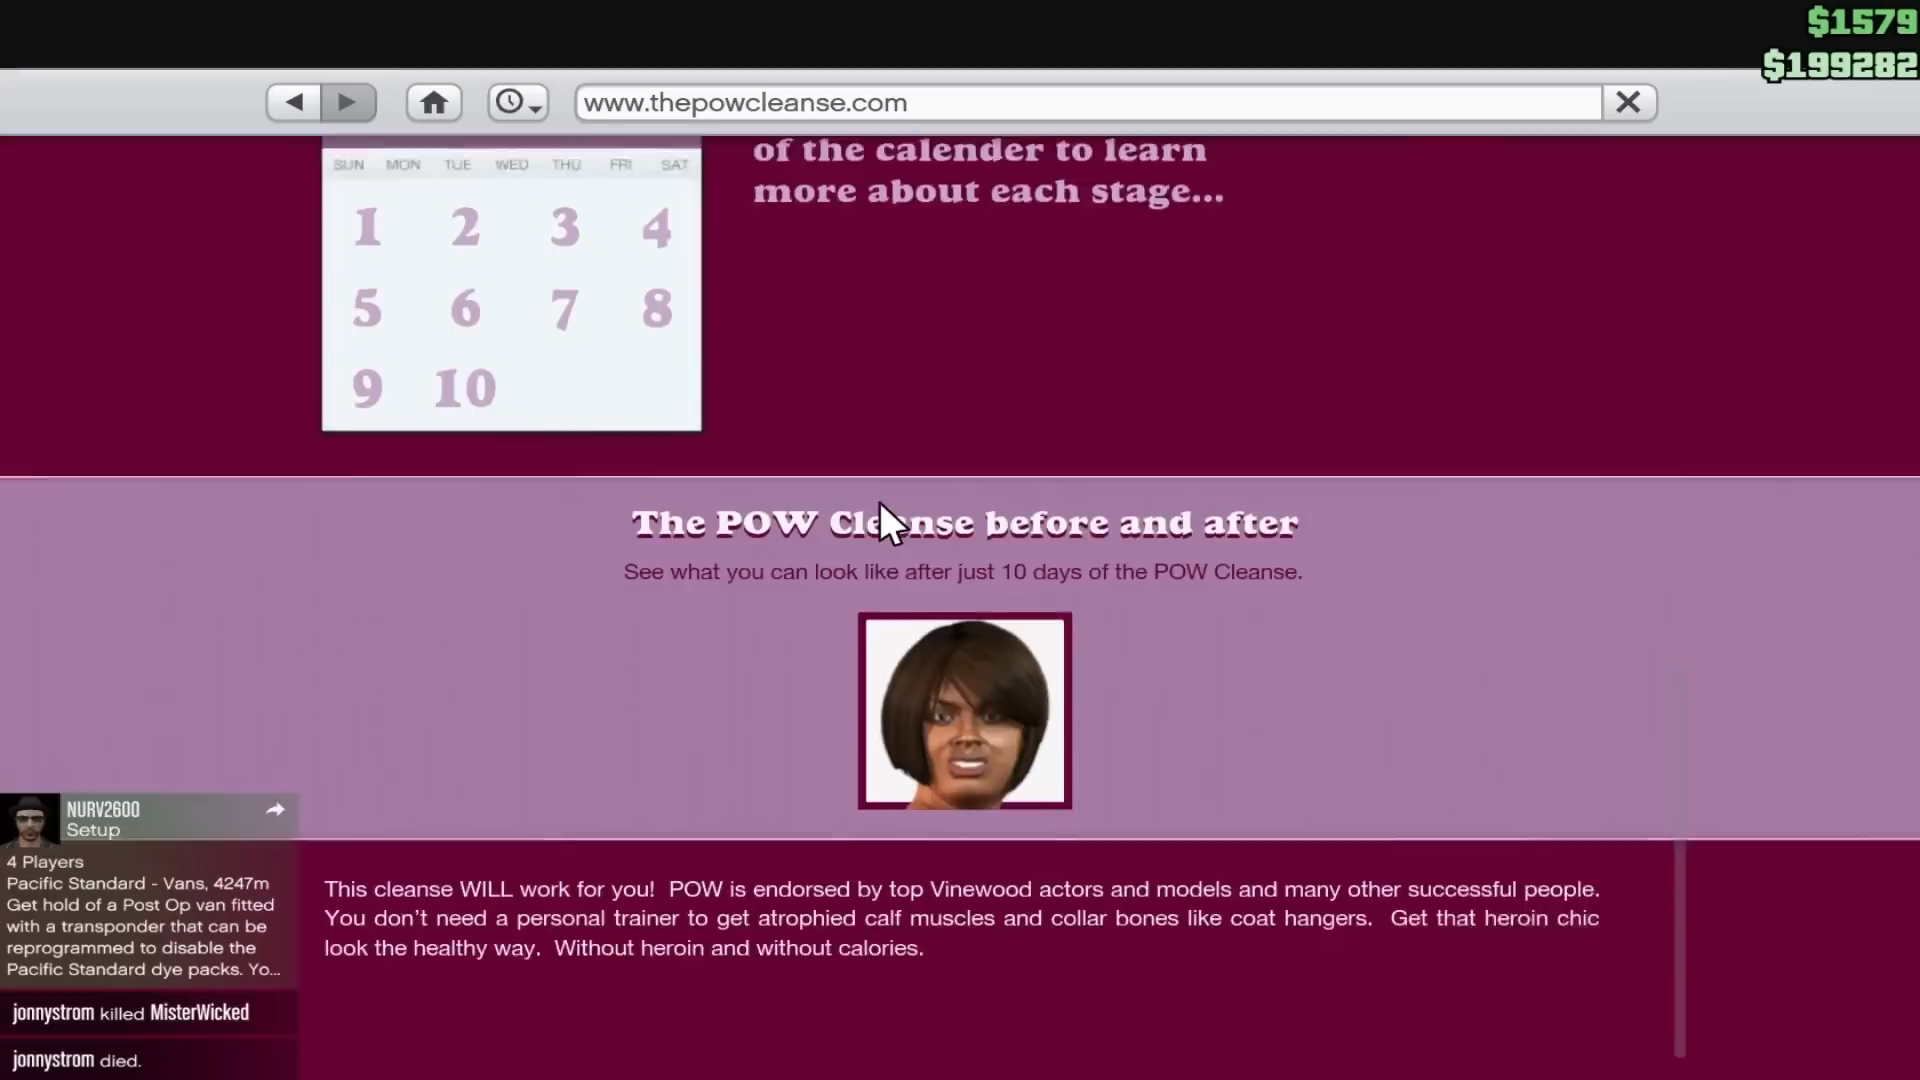 $1579
$199282
www.thepowcleanse.com
of the calender to learn
more about each stage...
SUN MON TUE WED THU FRI SAT
1 2 3 4
5 6 7 8
9 10
The POW Cleanse before and after
See what you can look like after just 10 days of the POW Cleanse.
NURV2600
Setup
4 Players
Pacific Standard - Vans, 4247m
Get hold of a Post Op van fitted
with a transponder that can be
reprogrammed to disable the
Pacific Standard dye packs. Yo...
jonnystrom killed MisterWicked
jonnystrom died.
This cleanse WILL work for you! POW is endorsed by top Vinewood actors and models and many other successful people.
You don't need a personal trainer to get atrophied calf muscles and collar bones like coat hangers. Get that heroin chic
look the healthy way. Without heroin and without calories.